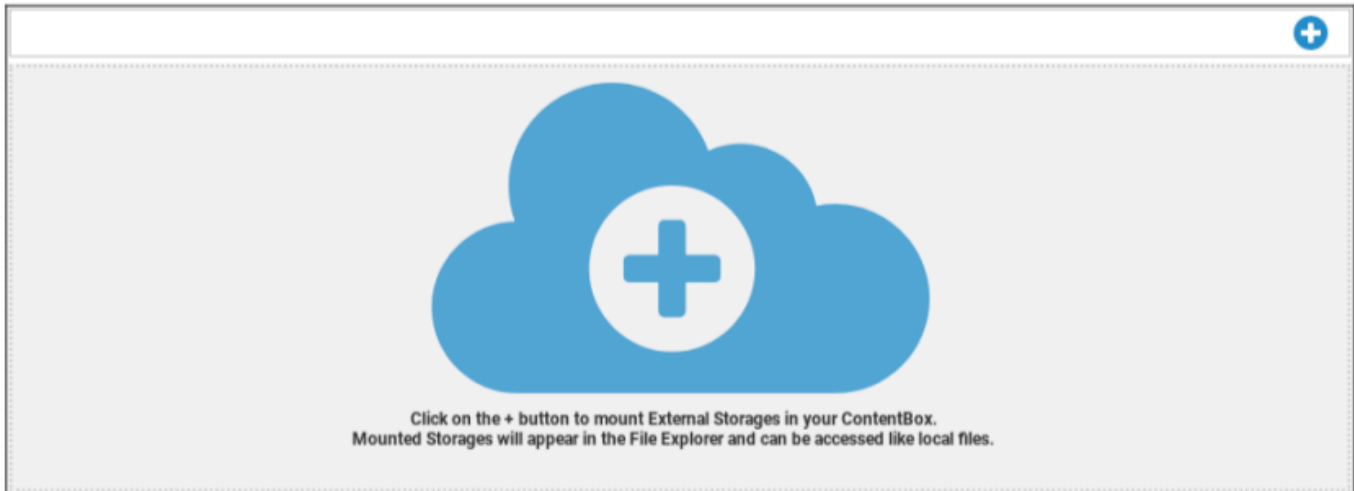 Click on the + button to mount External Storages in your ContentBox.
Mounted Storages will appear in the File Explorer and can be accessed like local files.